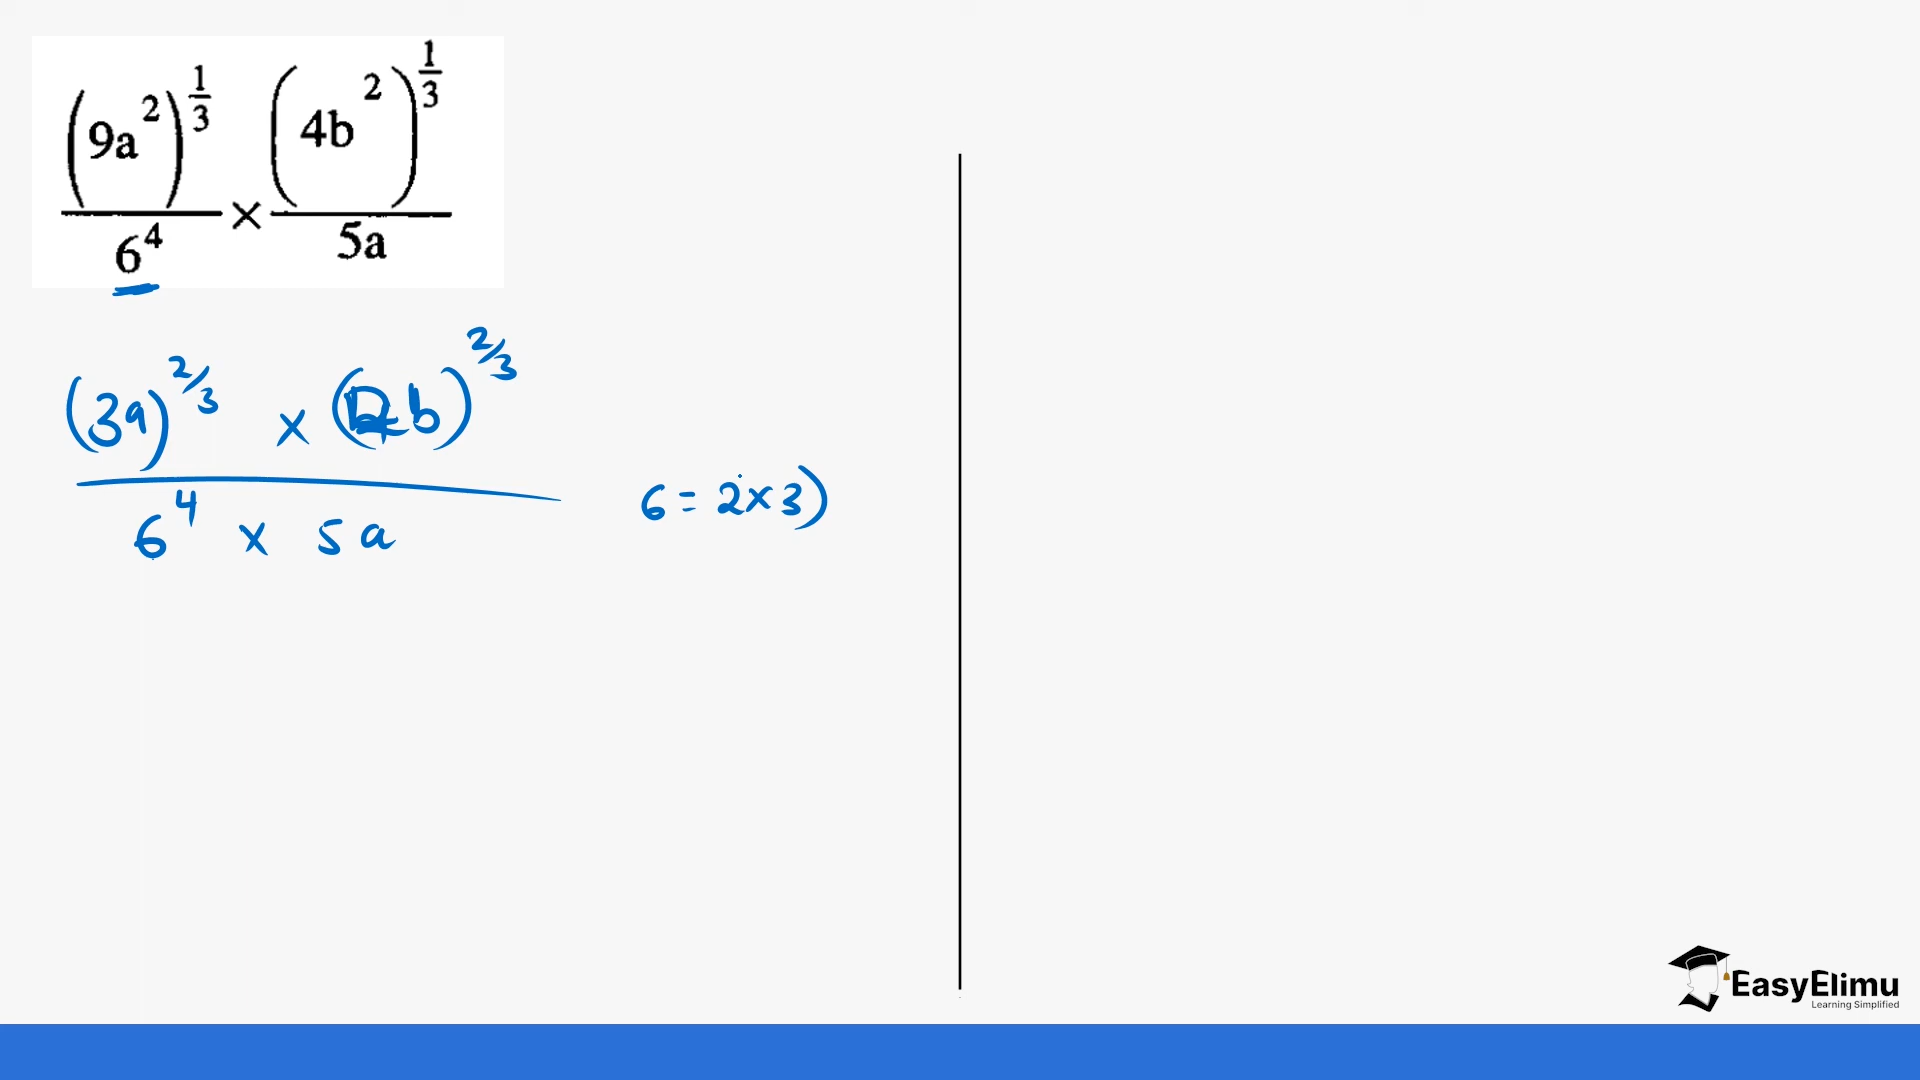 (9a²)^(1/3) / 6⁴ × (4b²)^(1/3) / 5a
(3a)^(2/3) × (2b)^(2/3)
6⁴ × 5a
6 = 2×3)
EasyElimu
Learning Simplified